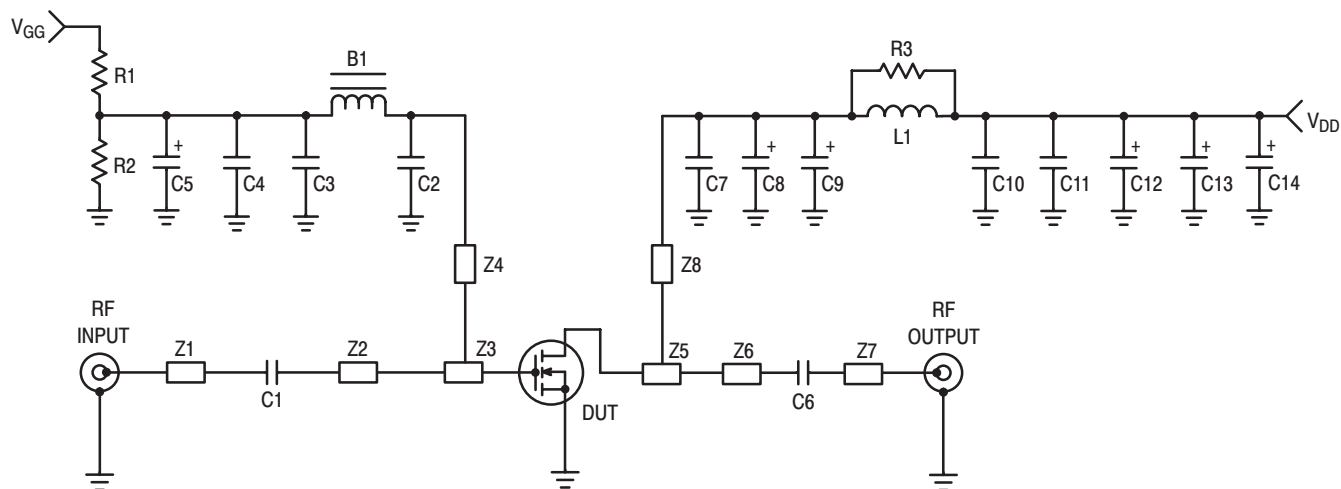 VGG
R1
B1
R3
L1
VDD
R2
+
C5
C4
C3
C2
C7
+
C8
+
C9
C10
C11
+
C12
+
C13
+
C14
Z4
Z8
RF
INPUT
RF
OUTPUT
Z1
C1
Z2
Z3
DUT
Z5
Z6
C6
Z7